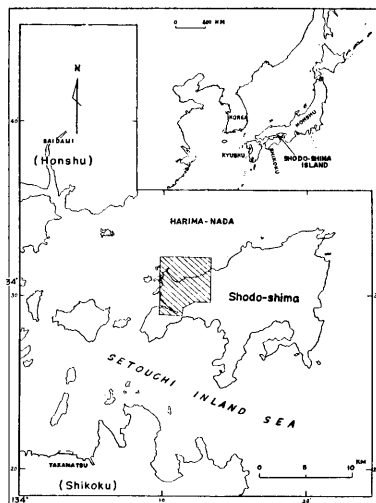 0 400 KM
N
KOREA
HONSHU
KYUSHU
SHIKOKU
SHODO-SHIMA
ISLAND
40'
SAIDAIJI
(Honshu)
HARIMA-NADA
34°
30'
Shodo-shima
SETOUCHI INLAND SEA
TAKAMATSU
(Shikoku)
0 5 10 KM
20'
134°
10'
20'